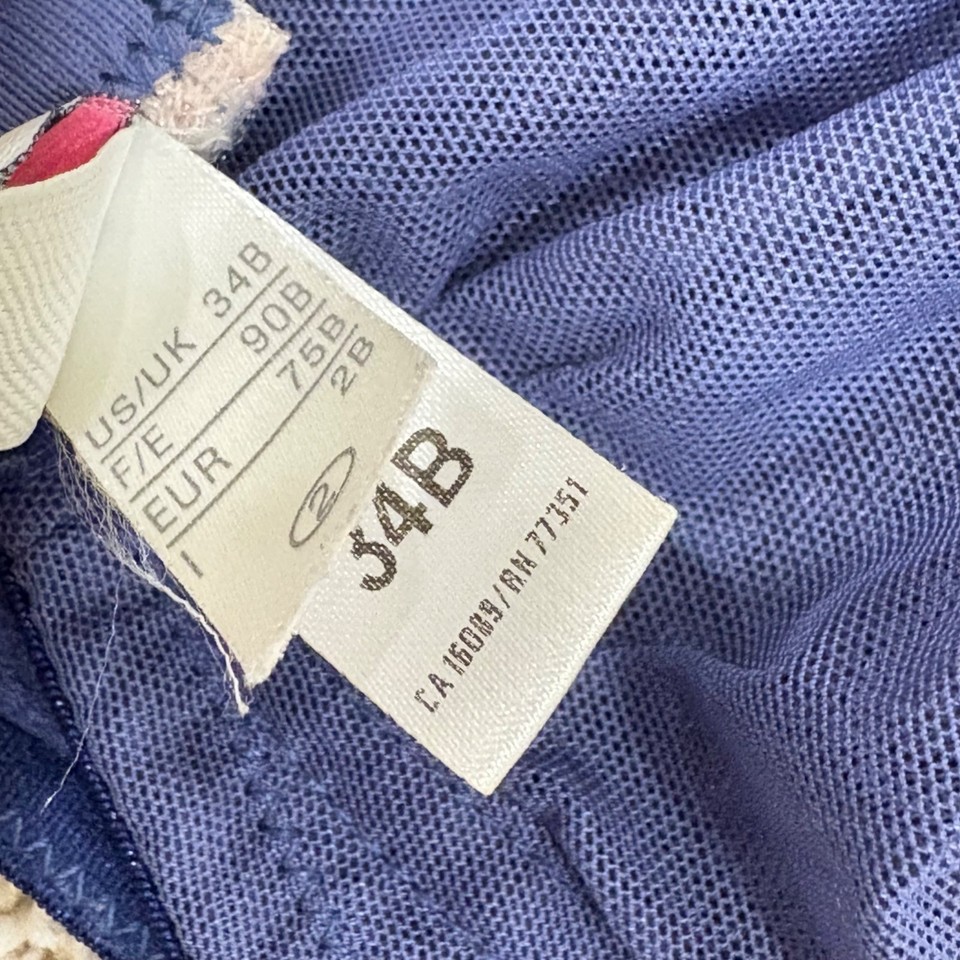 US/UK 34B
F/E 90B
EUR 75B
I 2B
2
34B
CA 16089/RN 77351